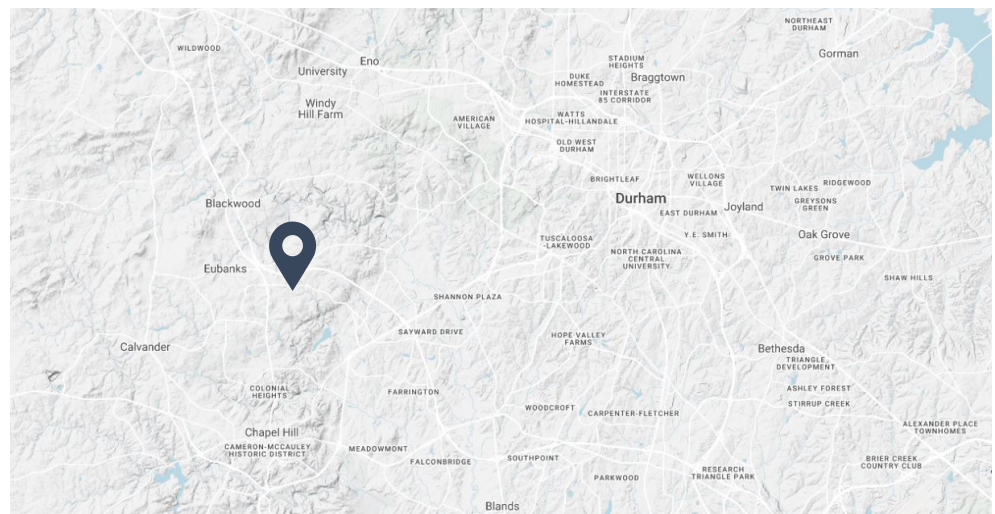 NORTHEAST
DURHAM
WILDWOOD
Gorman
Eno
STADIUM
HEIGHTS
University
DUKE
HOMESTEAD
Braggtown
INTERSTATE
85 CORRIDOR
Windy
Hill Farm
AMERICAN
VILLAGE
WATTS
HOSPITAL-HILLANDALE
OLD WEST
DURHAM
BRIGHTLEAF
WELLONS
VILLAGE
TWIN LAKES
RIDGEWOOD
Durham
Blackwood
GREYSONS
GREEN
EAST DURHAM
Joyland
Y.E. SMITH
Oak Grove
TUSCALOOSA
-LAKEWOOD
NORTH CAROLINA
CENTRAL
UNIVERSITY
GROVE PARK
Eubanks
SHAW HILLS
SHANNON PLAZA
SAYWARD DRIVE
HOPE VALLEY
FARMS
Calvander
Bethesda
TRIANGLE
DEVELOPMENT
COLONIAL
HEIGHTS
FARRINGTON
ASHLEY FOREST
STIRRUP CREEK
WOODCROFT
CARPENTER-FLETCHER
ALEXANDER PLACE
TOWNHOMES
Chapel Hill
CAMERON-MCCAULEY
HISTORIC DISTRICT
MEADOWMONT
FALCONBRIDGE
SOUTHPOINT
BRIER CREEK
COUNTRY CLUB
PARKWOOD
RESEARCH
TRIANGLE PARK
Blands